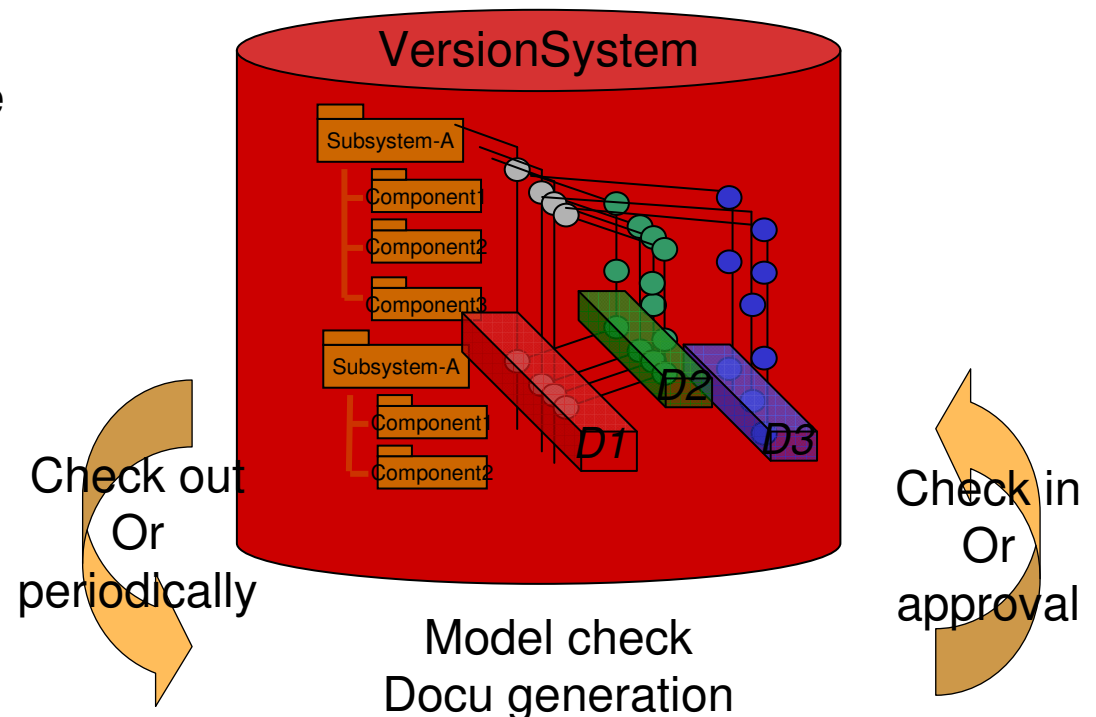 VersionSystem
e
Subsystem-A
Component1
Component2
Component3
Subsystem-A
Component1
Component2
D1
D2
D3
Check out
Or
periodically
Check in
Or
approval
Model check
Docu generation